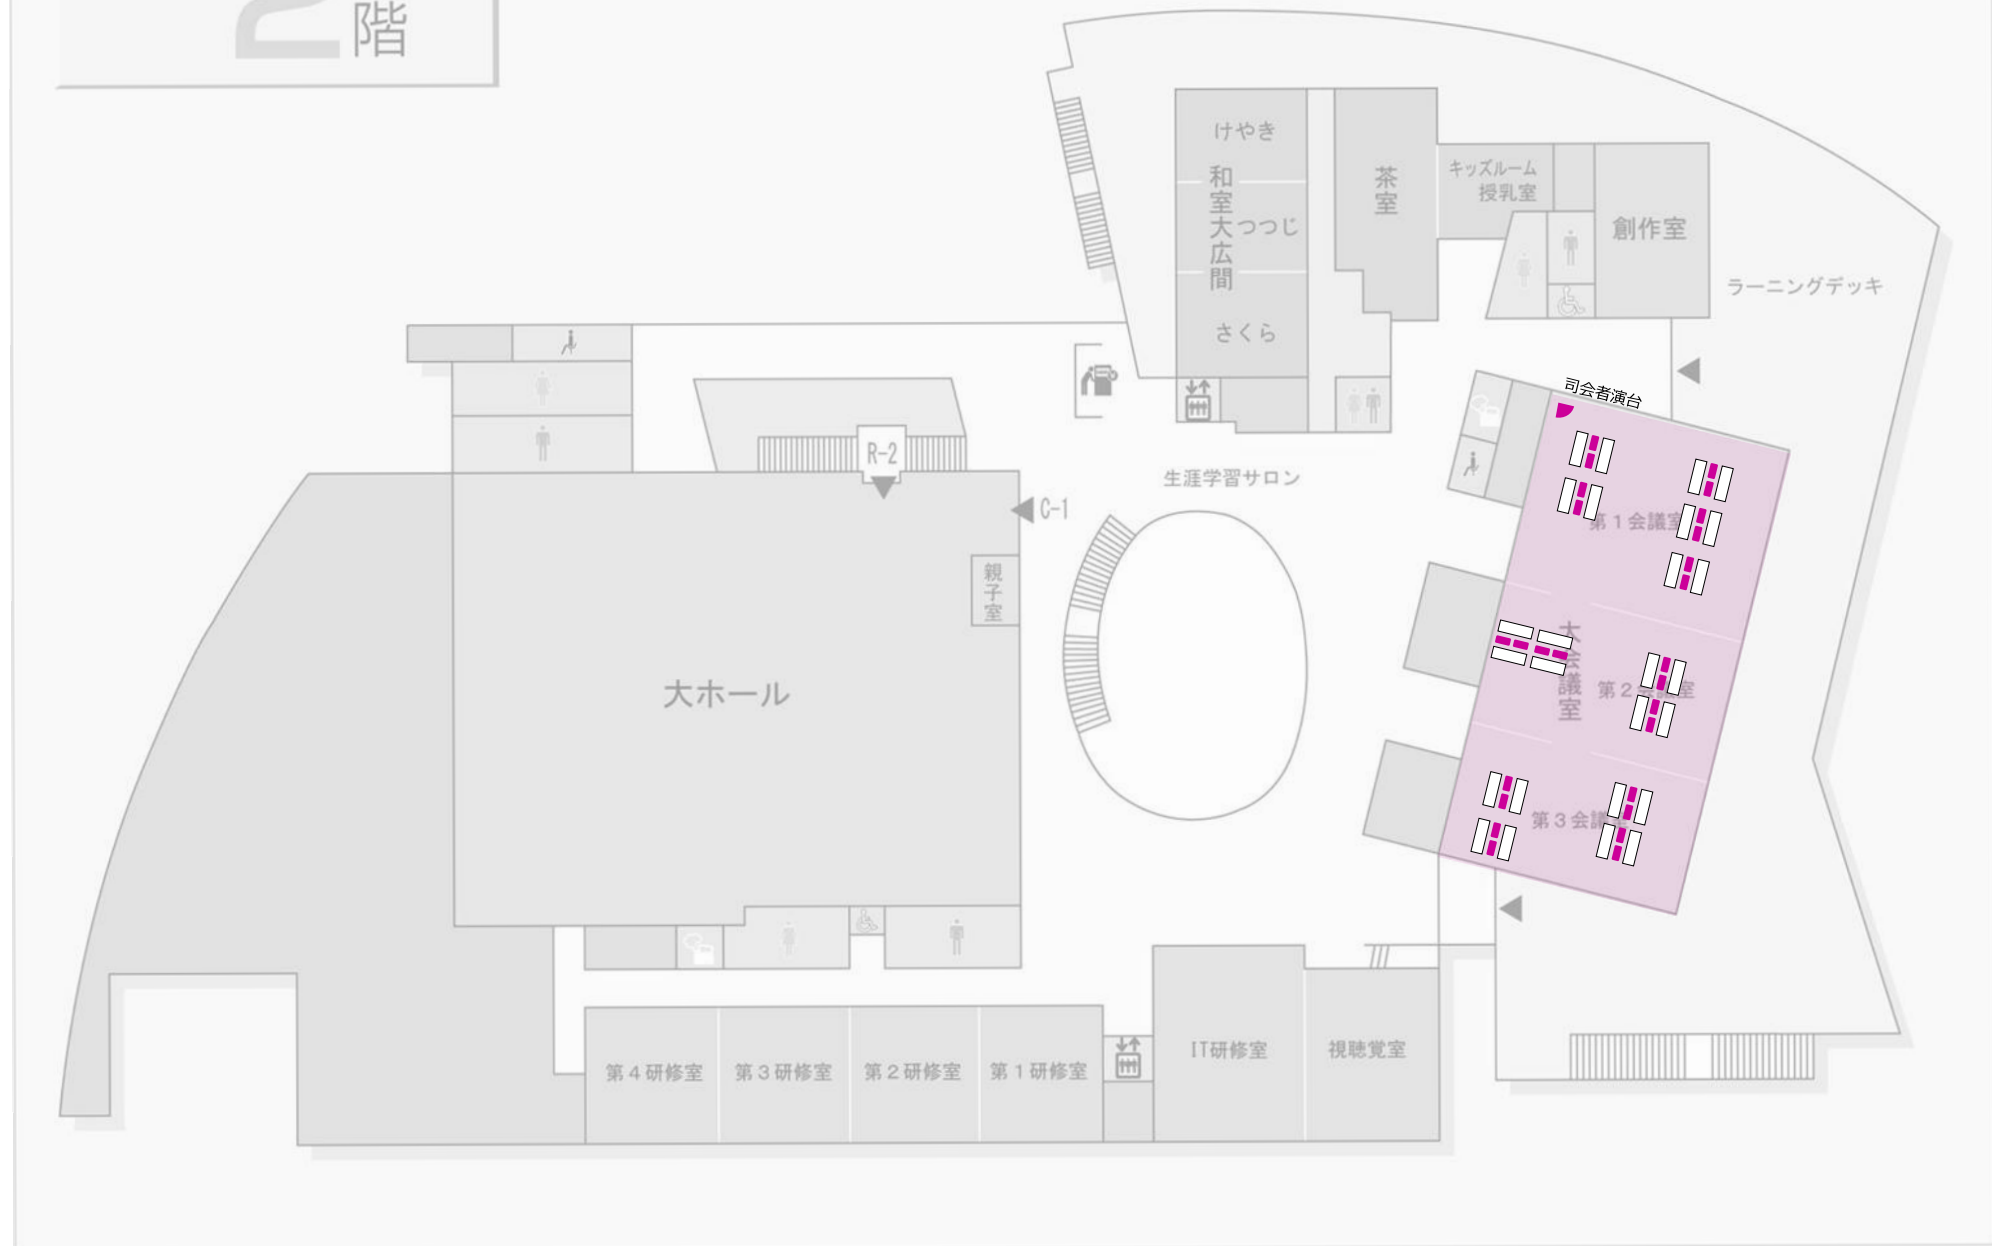 2階
けやき
和室大広間
つつじ
さくら
茶室
キッズルーム
授乳室
創作室
ラーニングデッキ
司会者演台
R-2
C-1
生涯学習サロン
親子室
大ホール
第1会議室
大会議室
第2会議室
第3会議室
第4研修室
第3研修室
第2研修室
第1研修室
IT研修室
視聴覚室